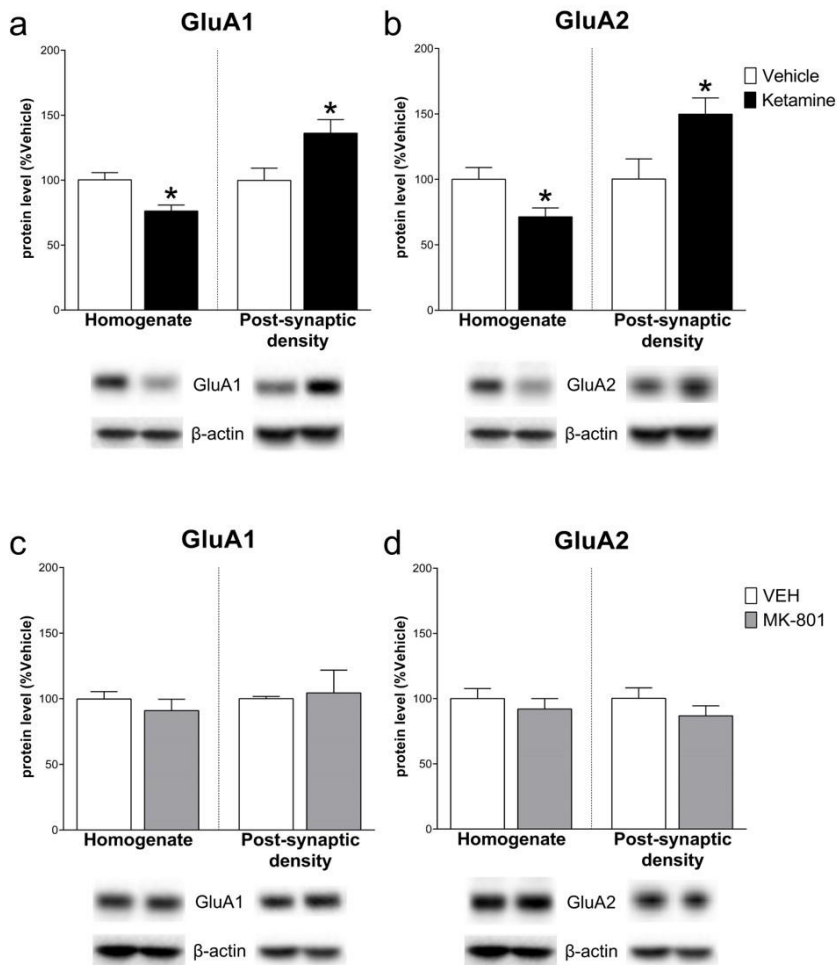 a
GluA1
200
150
100
50
0
protein level (%Vehicle)
*
*
Homogenate
Post-synaptic
density
GluA1
β-actin
b
GluA2
200
150
100
50
0
protein level (%Vehicle)
*
*
Homogenate
Post-synaptic
density
Vehicle
Ketamine
GluA2
β-actin
c
GluA1
200
150
100
50
0
protein level (%Vehicle)
Homogenate
Post-synaptic
density
GluA1
β-actin
d
GluA2
200
150
100
50
0
protein level (%Vehicle)
Homogenate
Post-synaptic
density
VEH
MK-801
GluA2
β-actin